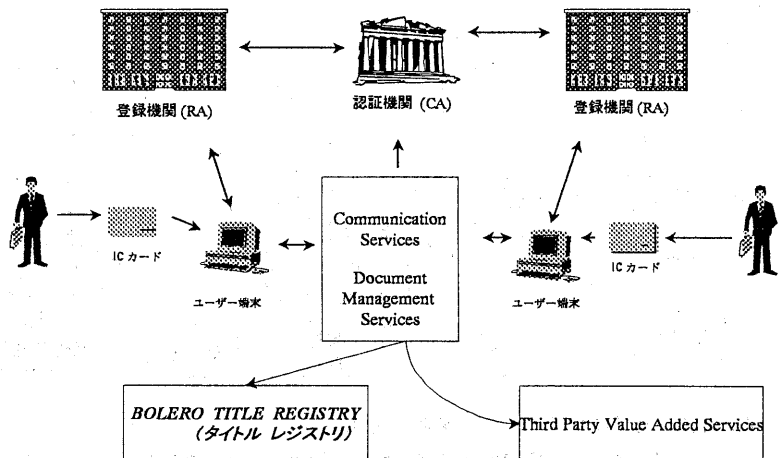 登録機関 (RA)
認証機関 (CA)
登録機関 (RA)
Communication
Services
Document
Management
Services
ICカード
ユーザー端末
ユーザー端末
ICカード
BOLERO TITLE REGISTRY
(タイトル レジストリ)
Third Party Value Added Services